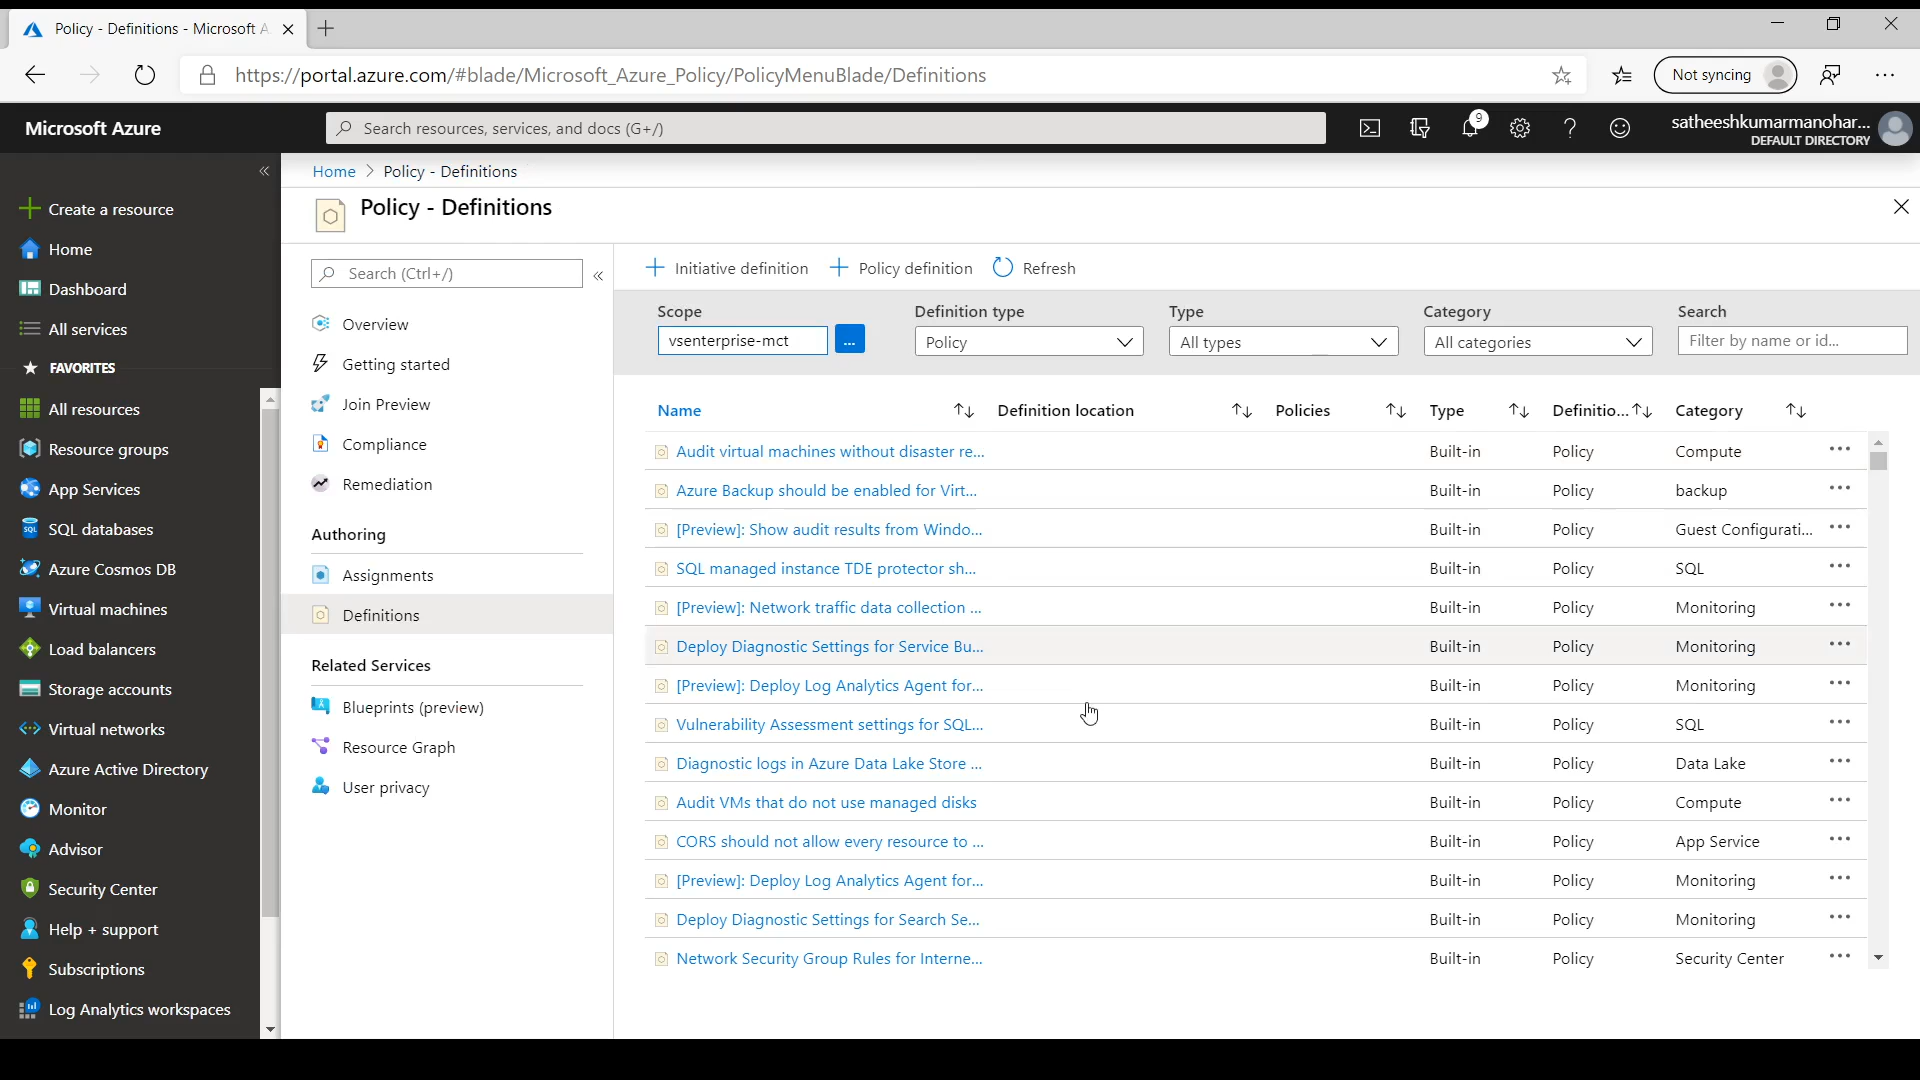 Policy - Definitions - Microsoft A
https://portal.azure.com/#blade/Microsoft_Azure_Policy/PolicyMenuBlade/Definitions
Not syncing
Microsoft Azure
Search resources, services, and docs (G+/)
9
satheeshkumarmanohar...
DEFAULT DIRECTORY
Create a resource
Home
Dashboard
All services
FAVORITES
All resources
Resource groups
App Services
SQL databases
Azure Cosmos DB
Virtual machines
Load balancers
Storage accounts
Virtual networks
Azure Active Directory
Monitor
Advisor
Security Center
Help + support
Subscriptions
Log Analytics workspaces
Home > Policy - Definitions
Policy - Definitions
Search (Ctrl+/)
Overview
Getting started
Join Preview
Compliance
Remediation
Authoring
Assignments
Definitions
Related Services
Blueprints (preview)
Resource Graph
User privacy
Initiative definition Policy definition Refresh
Scope Definition type Type Category Search
vsenterprise-mct ... Policy All types All categories Filter by name or id...
Name Definition location Policies Type Definitio... Category
Audit virtual machines without disaster re... Built-in Policy Compute ...
Azure Backup should be enabled for Virt... Built-in Policy backup ...
[Preview]: Show audit results from Windo... Built-in Policy Guest Configurati... ...
SQL managed instance TDE protector sh... Built-in Policy SQL ...
[Preview]: Network traffic data collection ... Built-in Policy Monitoring ...
Deploy Diagnostic Settings for Service Bu... Built-in Policy Monitoring ...
[Preview]: Deploy Log Analytics Agent for... Built-in Policy Monitoring ...
Vulnerability Assessment settings for SQL... Built-in Policy SQL ...
Diagnostic logs in Azure Data Lake Store ... Built-in Policy Data Lake ...
Audit VMs that do not use managed disks Built-in Policy Compute ...
CORS should not allow every resource to ... Built-in Policy App Service ...
[Preview]: Deploy Log Analytics Agent for... Built-in Policy Monitoring ...
Deploy Diagnostic Settings for Search Se... Built-in Policy Monitoring ...
Network Security Group Rules for Interne... Built-in Policy Security Center ...